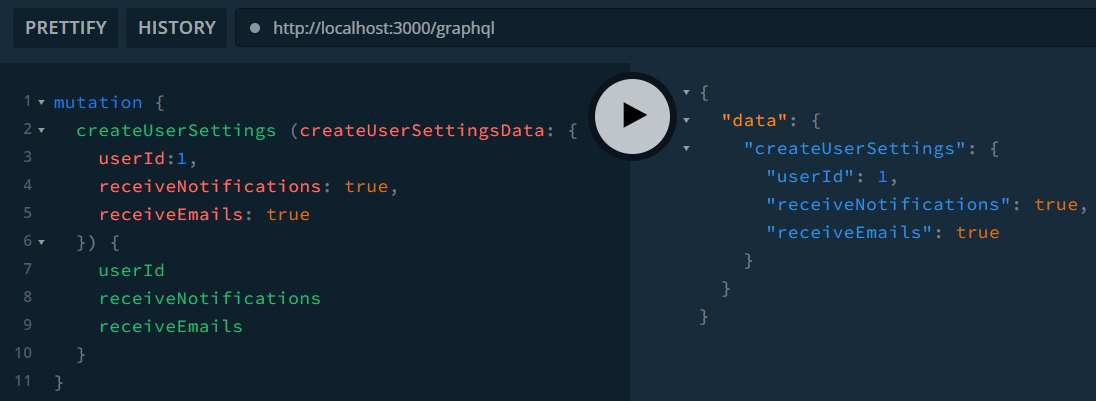 PRETTIFY HISTORY http://localhost:3000/graphql
1 mutation {
2 createUserSettings (createUserSettingsData: {
3 userId:1,
4 receiveNotifications: true,
5 receiveEmails: true
6 }) {
7 userId
8 receiveNotifications
9 receiveEmails
10 }
11 }
{
"data": {
"createUserSettings": {
"userId": 1,
"receiveNotifications": true,
"receiveEmails": true
}
}
}